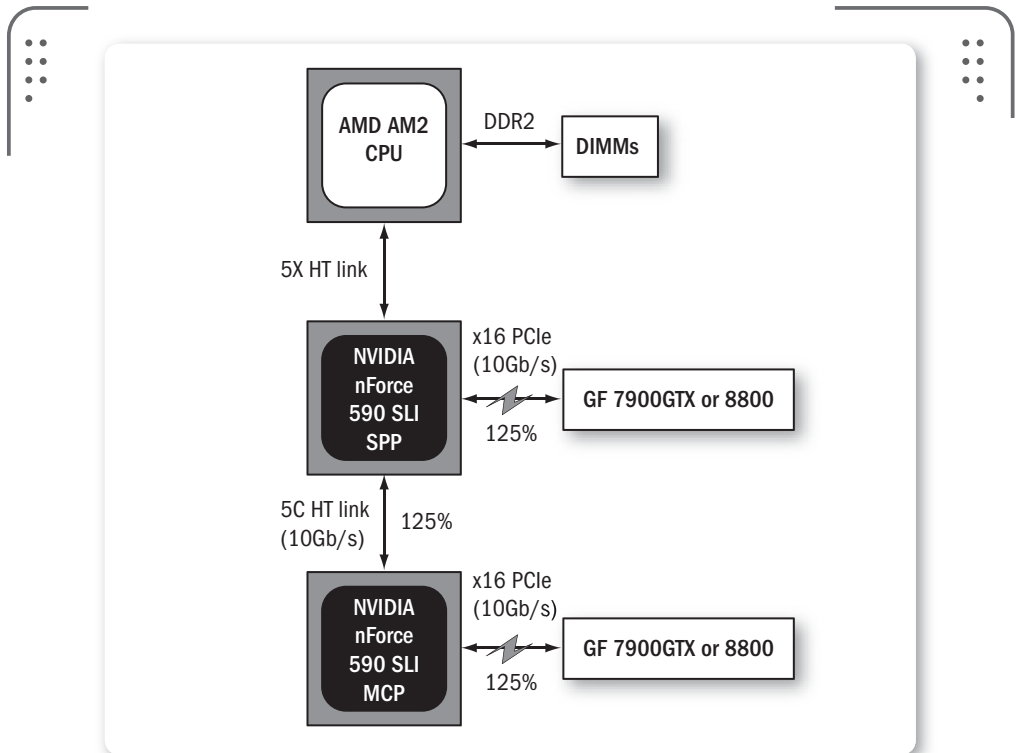 AMD AM2
CPU
DDR2
DIMMs
5X HT link
NVIDIA
nForce
590 SLI
SPP
x16 PCIe
(10Gb/s)
125%
GF 7900GTX or 8800
5C HT link
(10Gb/s)
125%
NVIDIA
nForce
590 SLI
MCP
x16 PCIe
(10Gb/s)
125%
GF 7900GTX or 8800